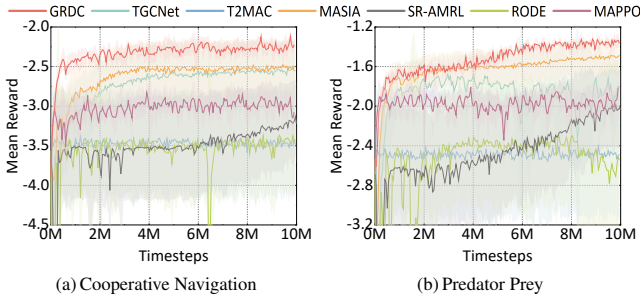 GRDC TGCNet T2MAC MASIA SR-AMRL RODE MAPPO
Mean Reward
-2.0
-2.5
-3.0
-3.5
-4.0
-4.5
0M 2M 4M 6M 8M 10M
Timesteps
(a) Cooperative Navigation
Mean Reward
-1.2
-1.6
-2.0
-2.4
-2.8
-3.2
0M 2M 4M 6M 8M 10M
Timesteps
(b) Predator Prey